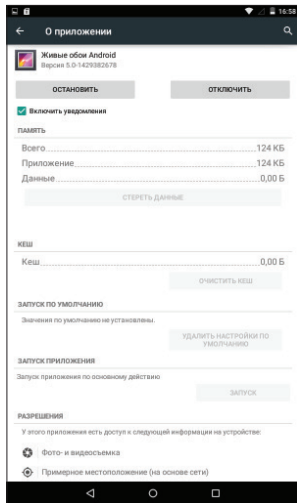 16:58
О приложении
Живые обои Android
Версия 5.0-1429382678
ОСТАНОВИТЬ
ОТКЛЮЧИТЬ
Включить уведомления
ПАМЯТЬ
Всего 124 КБ
Приложение 124 КБ
Данные 0,00 Б
СТЕРЕТЬ ДАННЫЕ
КЕШ
Кеш 0,00 Б
ОЧИСТИТЬ КЕШ
ЗАПУСК ПО УМОЛЧАНИЮ
Значения по умолчанию не установлены.
УДАЛИТЬ НАСТРОЙКИ ПО
УМОЛЧАНИЮ
ЗАПУСК ПРИЛОЖЕНИЯ
Запуск приложения по основному действию
ЗАПУСК
РАЗРЕШЕНИЯ
У этого приложения есть доступ к следующей информации на устройстве:
Фото- и видеосъемка
Примерное местоположение (на основе сети)